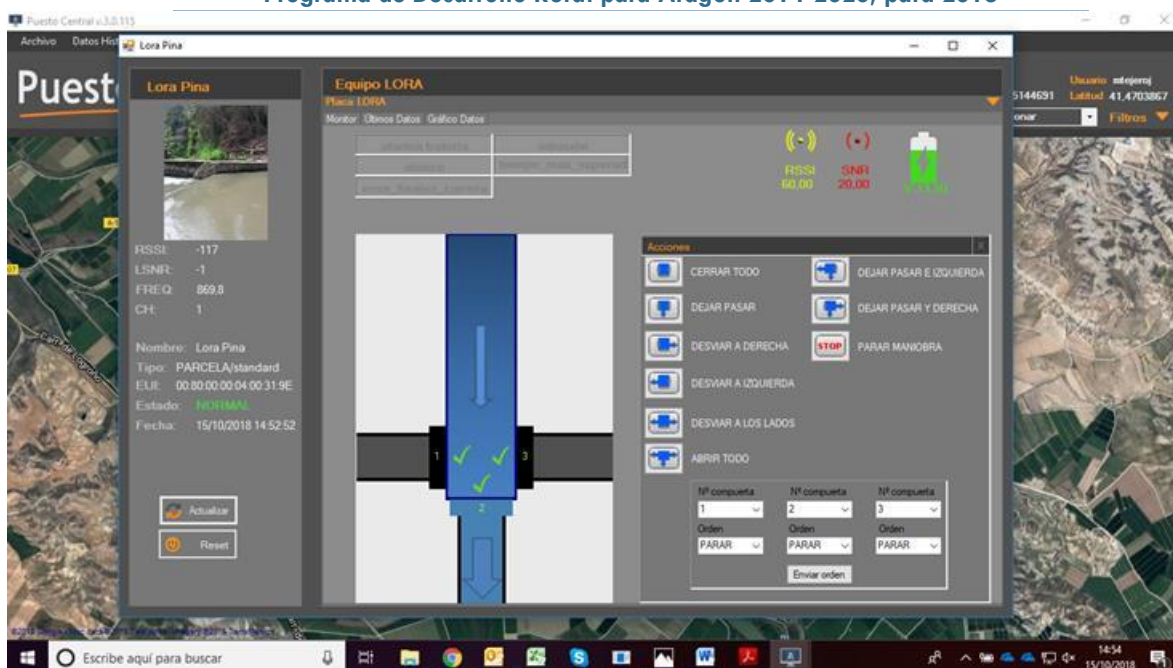 Programa de Desarrollo Rural para Aragón 2014-2020, para 2018
Puesto Central v.3.0.115
Archivo Datos Hist
Lora Pina
Puest
Usuario mtejeroj
5144691 Latitud 41,4703867
onar Filtros
Lora Pina
RSSI: -117
LSNR: -1
FREQ: 869,8
CH: 1
Nombre: Lora Pina
Tipo: PARCELA/standard
EUI: 00:80:00:00:04:00:31:9E
Estado: NORMAL
Fecha: 15/10/2018 14:52:52
Actualizar
Reset
Equipo LORA
Placa LORA
Monitor Últimos Datos Gráfico Datos
RSSI
60,00
SNR
20,00
1
3
2
Acciones
X
CERRAR TODO
DEJAR PASAR E IZQUIERDA
DEJAR PASAR
DEJAR PASAR Y DERECHA
DESVIAR A DERECHA
STOP PARAR MANIOBRA
DESVIAR A IZQUIERDA
DESVIAR A LOS LADOS
ABRIR TODO
Nº compuerta Nº compuerta Nº compuerta
1 2 3
Orden Orden Orden
PARAR PARAR PARAR
Enviar orden
Escribe aquí para buscar
14:54
15/10/2018